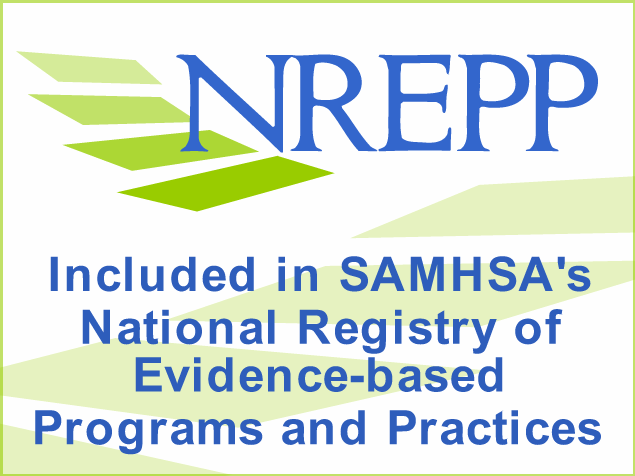 NREPP
Included in SAMHSA's
National Registry of
Evidence-based
Programs and Practices